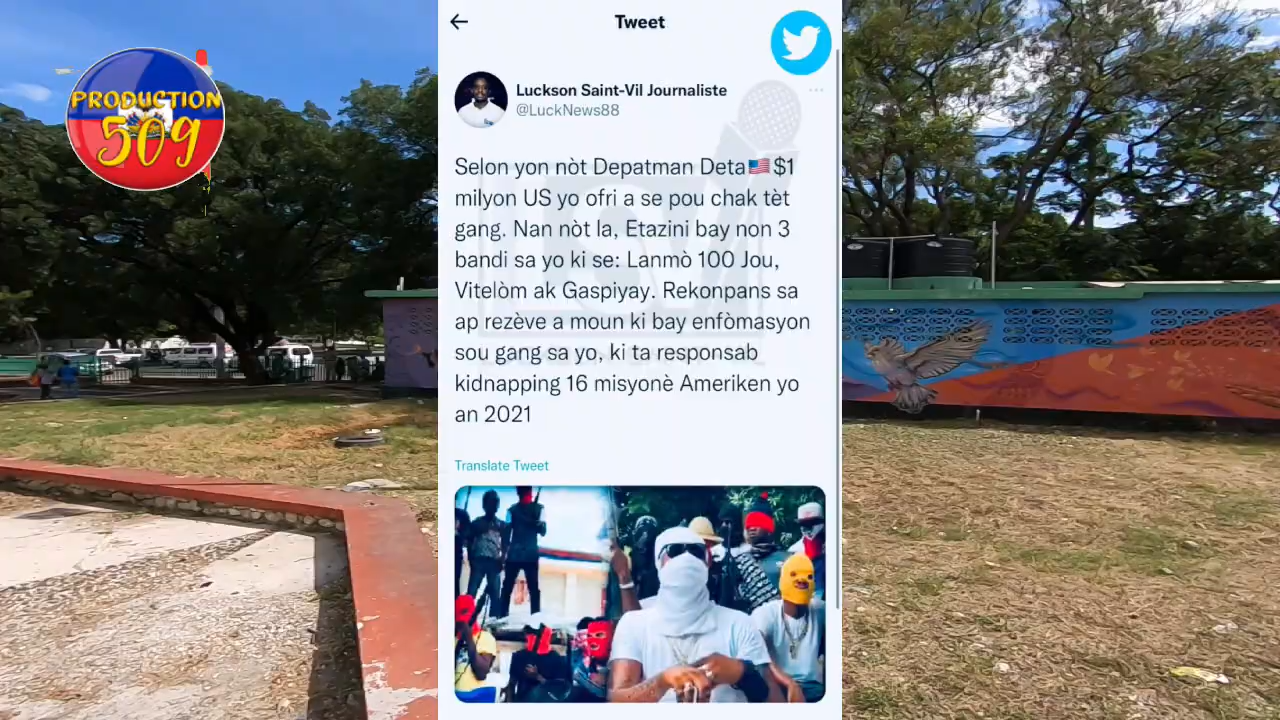 PRODUCTION
509
Tweet
Luckson Saint-Vil Journaliste
@LuckNews88
Selon yon nòt Depatman Deta🇺🇸$1
milyon US yo ofri a se pou chak tèt
gang. Nan nòt la, Etazini bay non 3
bandi sa yo ki se: Lanmò 100 Jou,
Vitelòm ak Gaspiyay. Rekonpans sa
ap rezève a moun ki bay enfòmasyon
sou gang sa yo, ki ta responsab
kidnapping 16 misyonè Ameriken yo
an 2021
Translate Tweet